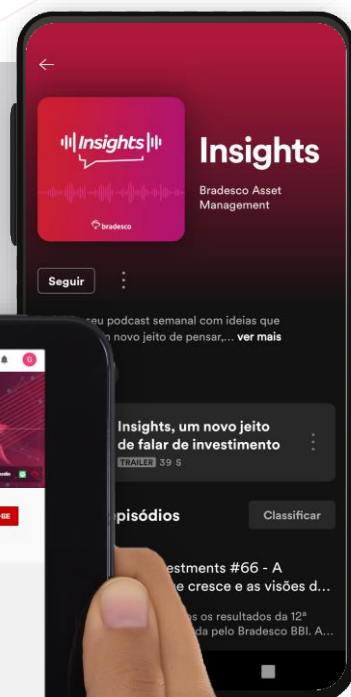 Insights
Insights
Bradesco Asset
Management
bradesco
Seguir
seu podcast semanal com ideias que
novo jeito de pensar,... ver mais
Insights, um novo jeito
de falar de investimento
TRAILER 39 S
episódios
Classificar
estments #66 - A
e cresce e as visões d...
os os resultados da 12ª
da pelo Bradesco BBI. A...
G